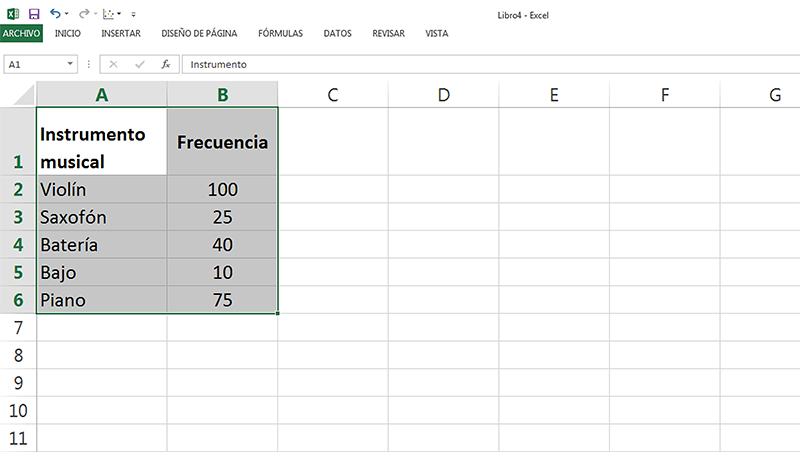 Libro4 - Excel
ARCHIVO INICIO INSERTAR DISEÑO DE PÁGINA FÓRMULAS DATOS REVISAR VISTA
A1 fx Instrumento
A B C D E F G
1 Instrumento musical Frecuencia
2 Violín 100
3 Saxofón 25
4 Batería 40
5 Bajo 10
6 Piano 75
7
8
9
10
11